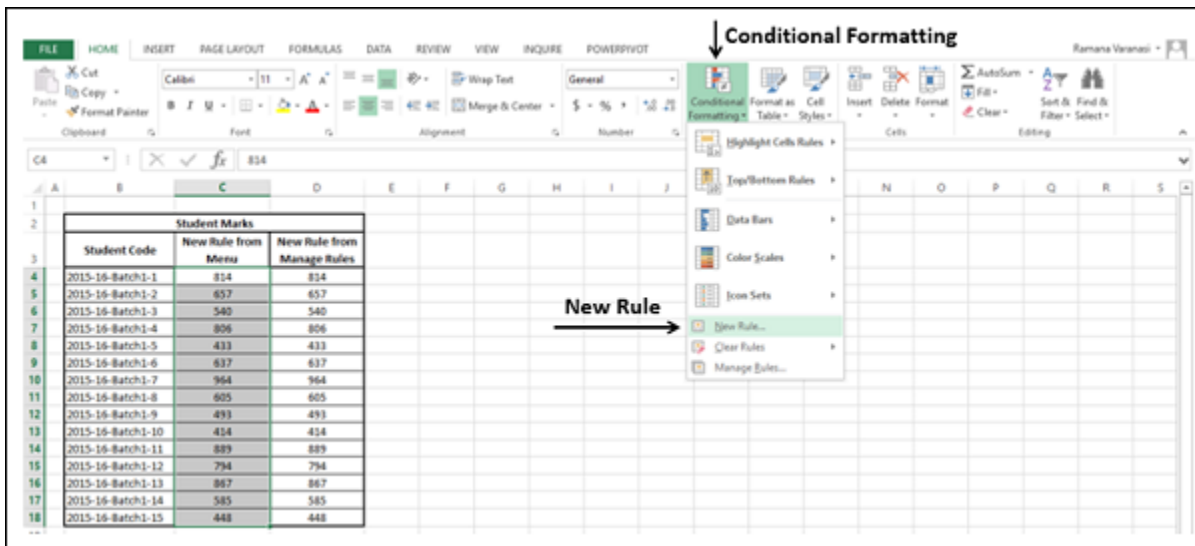 Conditional Formatting
FILE HOME INSERT PAGE LAYOUT FORMULAS DATA REVIEW VIEW INQUIRE POWERPIVOT Ramana Varanasi
Cut Calibri 11 A A Wrap Text General AutoSum
Copy
Fill
Paste Format Painter B I U A Merge & Center $ % Conditional Formatting Format as Table Cell Styles Insert Delete Format Clear Sort & Filter Find & Select
Clipboard Font Alignment Number Cells Editing
C4 fx 814
Highlight Cells Rules
Top/Bottom Rules
Data Bars
Color Scales
Icon Sets
New Rule
New Rule...
Clear Rules
Manage Rules...
A B C D E F G H I J N O P Q R S
1
2 Student Marks
3 Student Code New Rule from Menu New Rule from Manage Rules
4 2015-16-Batch1-1 814 814
5 2015-16-Batch1-2 657 657
6 2015-16-Batch1-3 540 540
7 2015-16-Batch1-4 806 806
8 2015-16-Batch1-5 433 433
9 2015-16-Batch1-6 637 637
10 2015-16-Batch1-7 964 964
11 2015-16-Batch1-8 605 605
12 2015-16-Batch1-9 493 493
13 2015-16-Batch1-10 414 414
14 2015-16-Batch1-11 889 889
15 2015-16-Batch1-12 794 794
16 2015-16-Batch1-13 867 867
17 2015-16-Batch1-14 585 585
18 2015-16-Batch1-15 448 448